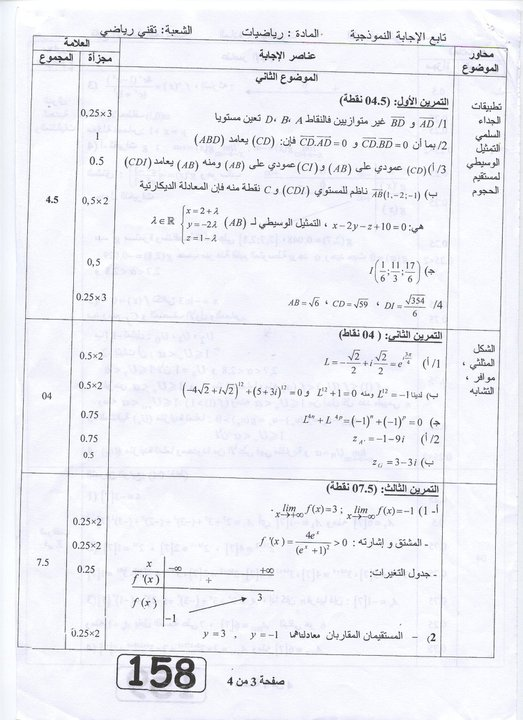 تابع الإجابة النموذجية المادة : رياضيات الشعبة: تقني رياضي
محاور الموضوع عناصر الإجابة العلامة
مجزأة المجموع
الموضوع الثاني
تطبيقات الجداء السلمي التمثيل الوسيطي لمستقيم الحجوم
التمرين الأول: (04.5 نقطة)
1/ AD و BD غير متوازيين فالنقاط D، B، A تعين مستويا 0,25×3
2/ بما أن CD.BD = 0 و CD.AD = 0 فإن: (CD) يعامد (ABD) 1
3/ أ) (CD) عمودي على (AB) و (CI) عمودي على (AB) ومنه (AB) يعامد (CDI) 0.5
ب) AB(1,-2;-1) ناظم للمستوي (CDI) و C نقطة منه فإن المعادلة الديكارتية 0,5×2 4.5
هي: x-2y-z+10=0 ، التمثيل الوسيطي لـ (AB) {x=2+λ y=-2λ z=1-λ λ∈ℝ
ج) I(1/6; 11/3; 17/6) 0,5
4/ AB=√6 ، CD=√59 ، DI=√354/6 0.25×3
الشكل المثلثي ، موافر ، التشابه
التمرين الثاني: (04 نقاط)
1/ أ) L = -√2/2 + i√2/2 = e^(i3π/4) 0.5×2
ب) لدينا L^12=-1 ومنه L^12+1=0 و (-4√2+i√2)^12+(5+3i)^12=0 0.5×2 04
ج) L^4n+L^4p=(-1)^n+(-1)^p=0 0.75
2/ أ) z_A'=-1-9i 0.75
ب) z_G=3-3i 0.5
التمرين الثالث: (07.5 نقطة)
أ- 1) lim f(x)=-1 x→-∞ ; lim f(x)=3 x→+∞ .
- المشتق و إشارته : f'(x)=4e^x/(e^x+1)²>0 0.25×2
0.25×2
- جدول التغيرات: 0.25 7.5
x -∞ +∞
f'(x) +
f(x) -1 3
2) – المستقيمان المقاربان معادلتاهما y=-1 , y=3 0.25×2
158
صفحة 3 من 4